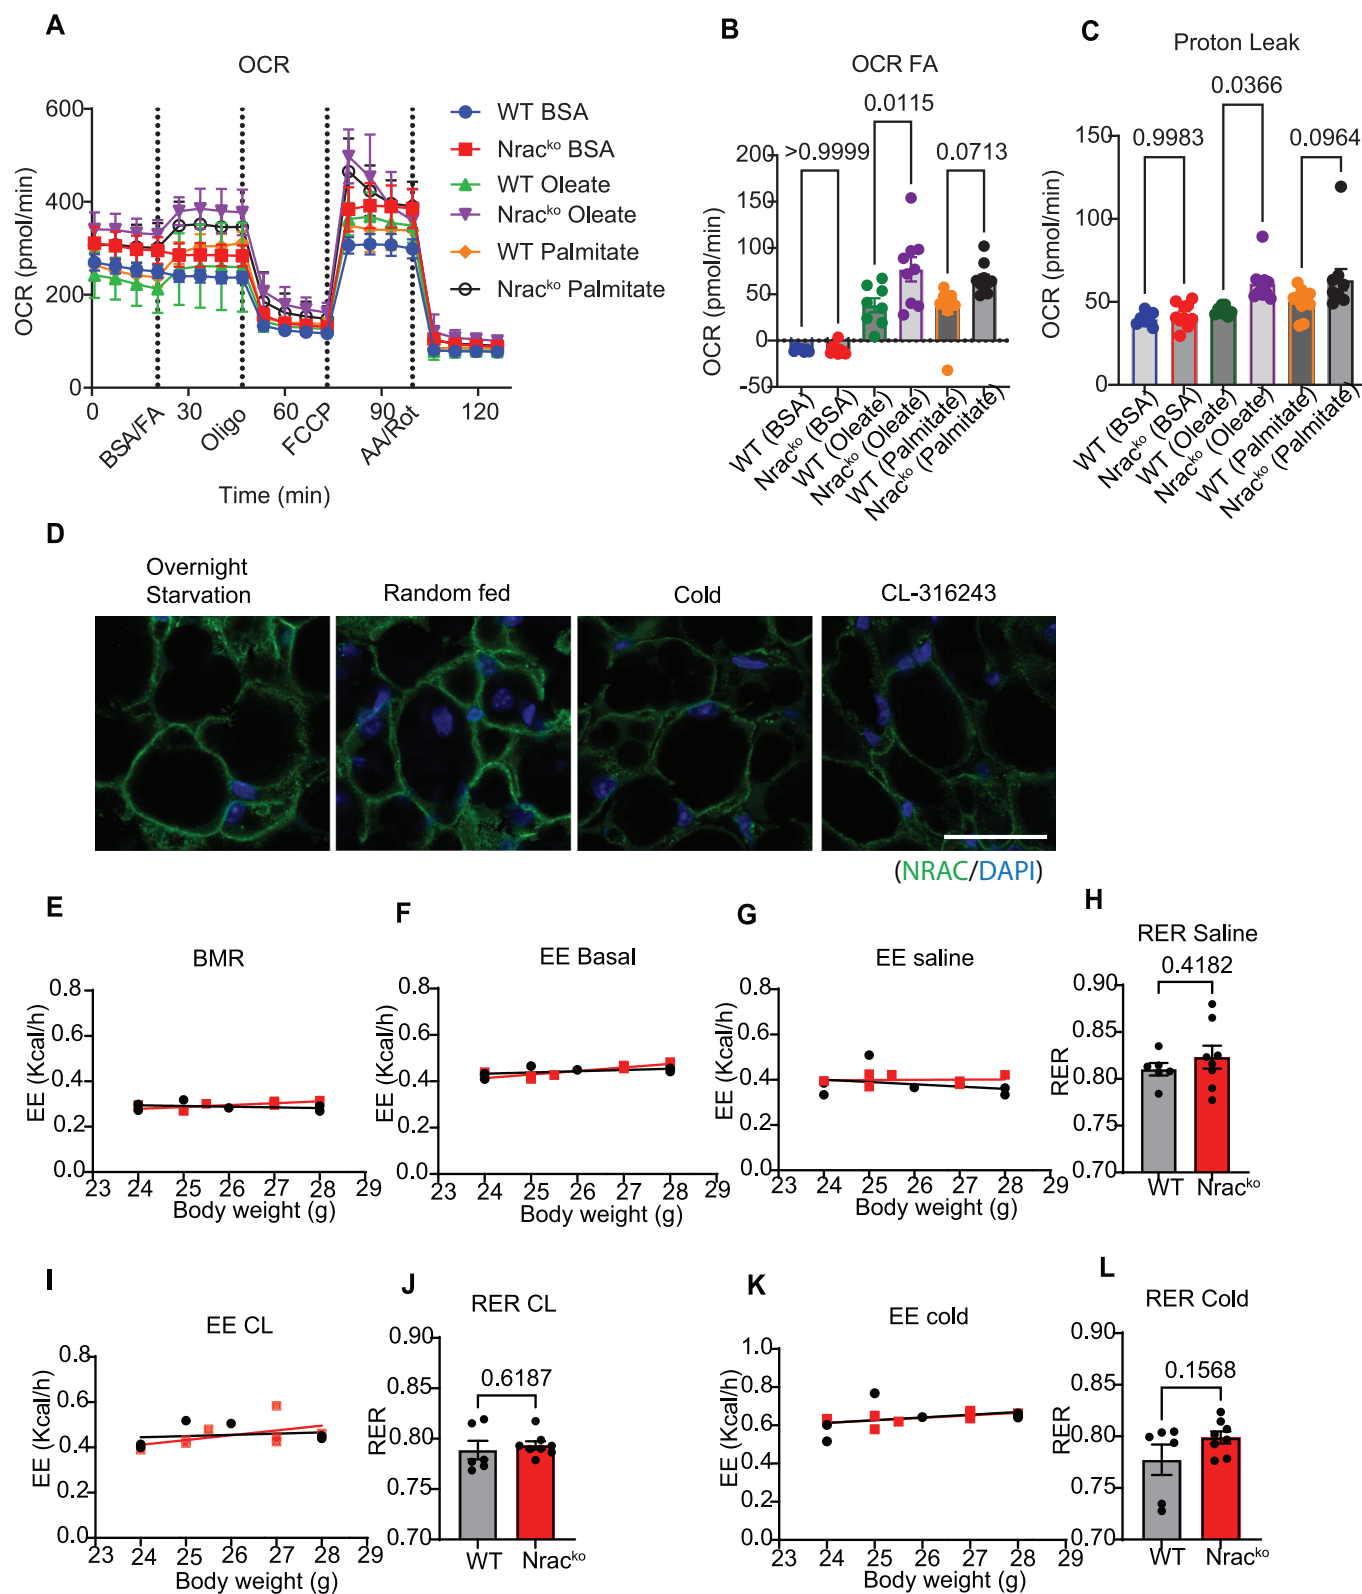 A
OCR
OCR (pmol/min)
600
400
200
0
0
30
60
90
120
BSA/FA
Oligo
FCCP
AA/Rot
Time (min)
WT BSA
Nracᵏᵒ BSA
WT Oleate
Nracᵏᵒ Oleate
WT Palmitate
Nracᵏᵒ Palmitate
B
OCR FA
0.0115
>0.9999
0.0713
OCR (pmol/min)
200
150
100
50
0
-50
WT (BSA)
Nracᵏᵒ (BSA)
WT (Oleate)
Nracᵏᵒ (Oleate)
WT (Palmitate)
Nracᵏᵒ (Palmitate)
C
Proton Leak
0.0366
0.9983
0.0964
OCR (pmol/min)
150
100
50
0
WT (BSA)
Nracᵏᵒ (BSA)
WT (Oleate)
Nracᵏᵒ (Oleate)
WT (Palmitate)
Nracᵏᵒ (Palmitate)
D
Overnight
Starvation
Random fed
Cold
CL-316243
(NRAC/DAPI)
E
BMR
EE (Kcal/h)
0.8
0.6
0.4
0.2
0.0
23 24 25 26 27 28 29
Body weight (g)
F
EE Basal
EE (Kcal/h)
0.8
0.6
0.4
0.2
0.0
23 24 25 26 27 28 29
Body weight (g)
G
EE saline
EE (Kcal/h)
0.8
0.6
0.4
0.2
0.0
23 24 25 26 27 28 29
Body weight (g)
H
RER Saline
0.4182
RER
0.90
0.85
0.80
0.75
0.70
WT Nracᵏᵒ
I
EE CL
EE (Kcal/h)
0.8
0.6
0.4
0.2
0.0
23 24 25 26 27 28 29
Body weight (g)
J
RER CL
0.6187
RER
0.90
0.85
0.80
0.75
0.70
WT Nracᵏᵒ
K
EE cold
EE (Kcal/h)
1.0
0.8
0.6
0.4
0.2
0.0
23 24 25 26 27 28 29
Body weight (g)
L
RER Cold
0.1568
RER
0.90
0.85
0.80
0.75
0.70
WT Nracᵏᵒ